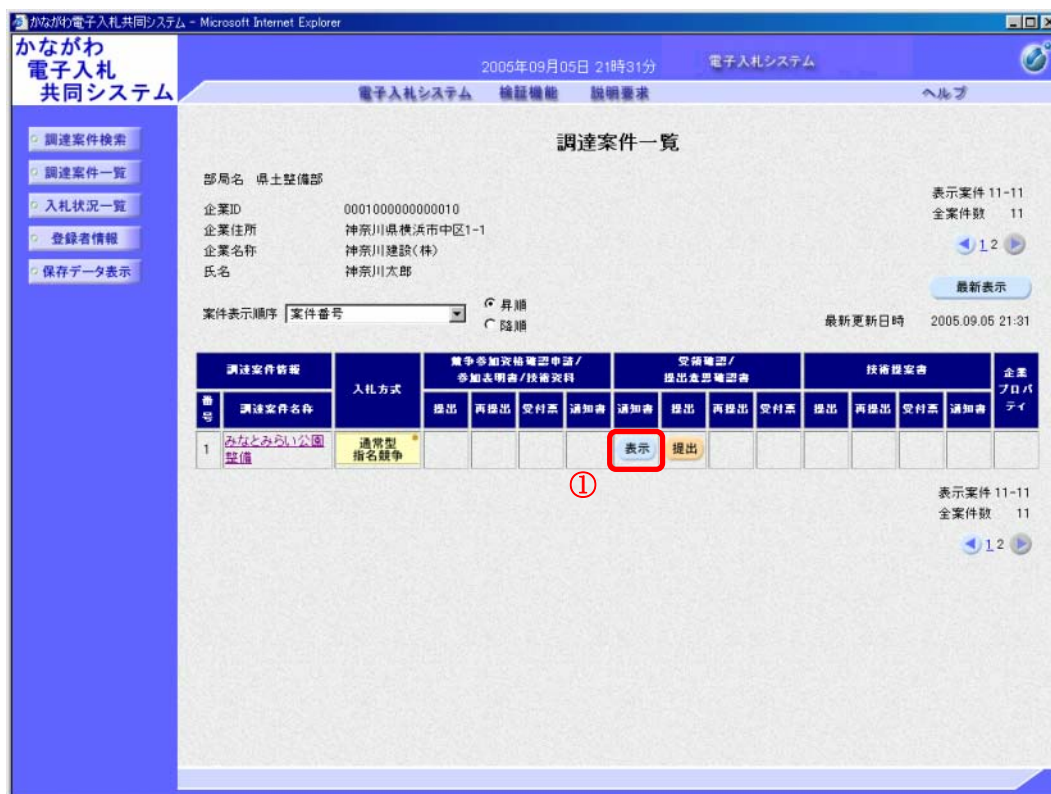 かながわ電子入札共同システム - Microsoft Internet Explorer
かながわ
電子入札
共同システム
2005年09月05日 21時31分
電子入札システム
電子入札システム 検証機能 説明要求 ヘルプ
調達案件検索
調達案件一覧
入札状況一覧
登録者情報
保存データ表示
調達案件一覧
部局名 県土整備部
企業ID 0001000000000010
企業住所 神奈川県横浜市中区1-1
企業名称 神奈川建設(株)
氏名 神奈川太郎
表示案件 11-11
全案件数 11
1 2
最新表示
案件表示順序 案件番号
昇順
降順
最新更新日時 2005.09.05 21:31
調達案件情報
入札方式
競争参加資格確認申請/
参加表明書/技術資料
受領確認/
提出意思確認書
技術提案書
企業
プロパ
ティ
番
号
調達案件名称
提出 再提出 受付票 通知書 通知書 提出 再提出 受付票 提出 再提出 受付票 通知書
1
みなとみらい公園
整備
通常型
指名競争
表示
提出
①
表示案件 11-11
全案件数 11
1 2